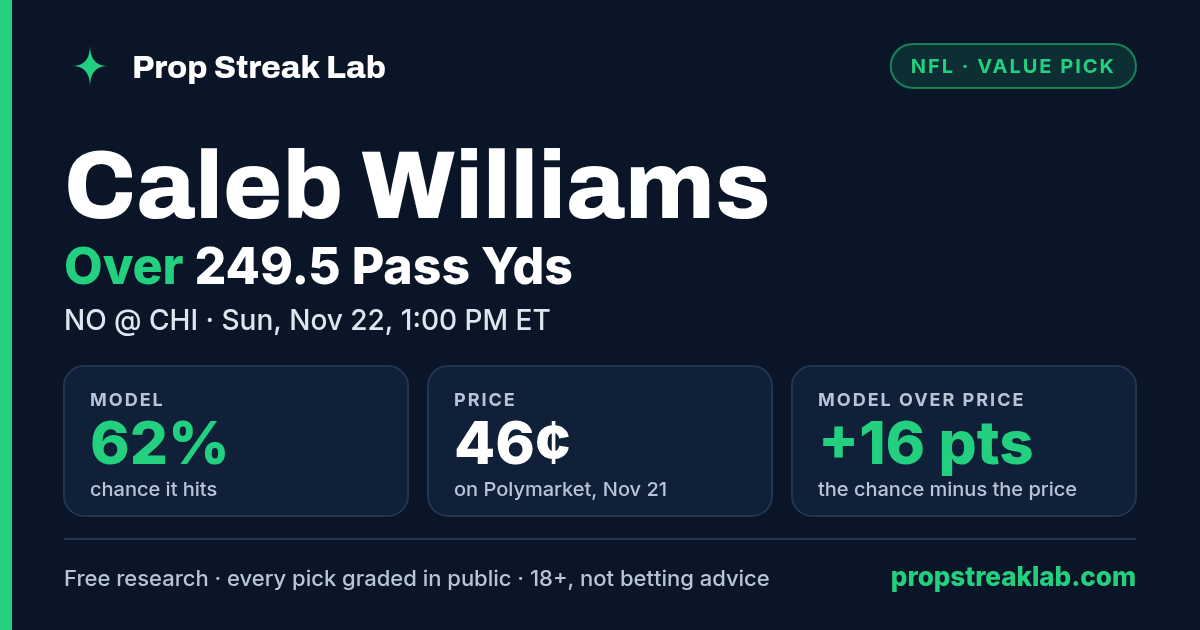 Prop Streak Lab
NFL · VALUE PICK
Caleb Williams
Over 249.5 Pass Yds
NO @ CHI · Sun, Nov 22, 1:00 PM ET
MODEL
62%
chance it hits
PRICE
46¢
on Polymarket, Nov 21
MODEL OVER PRICE
+16 pts
the chance minus the price
Free research · every pick graded in public · 18+, not betting advice
propstreaklab.com